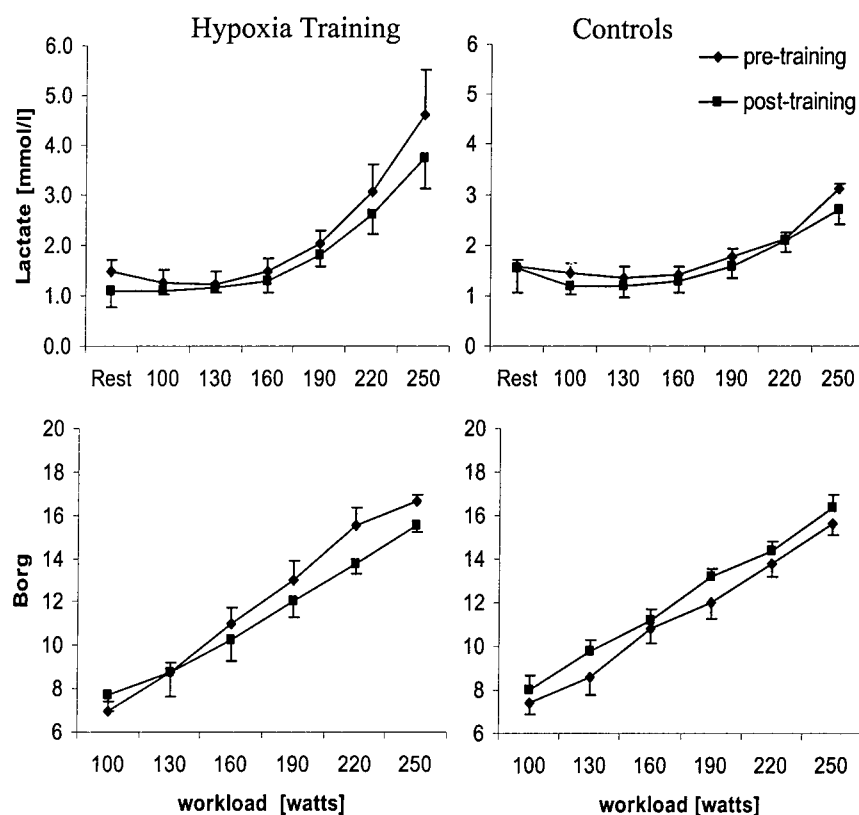 Hypoxia Training
Controls
Lactate [mmol/l]
6.0
5.0
4.0
3.0
2.0
1.0
0.0
Rest 100 130 160 190 220 250
6
5
4
3
2
1
0
pre-training
post-training
Rest 100 130 160 190 220 250
Borg
20
18
16
14
12
10
8
6
100 130 160 190 220 250
workload [watts]
20
18
16
14
12
10
8
6
100 130 160 190 220 250
workload [watts]